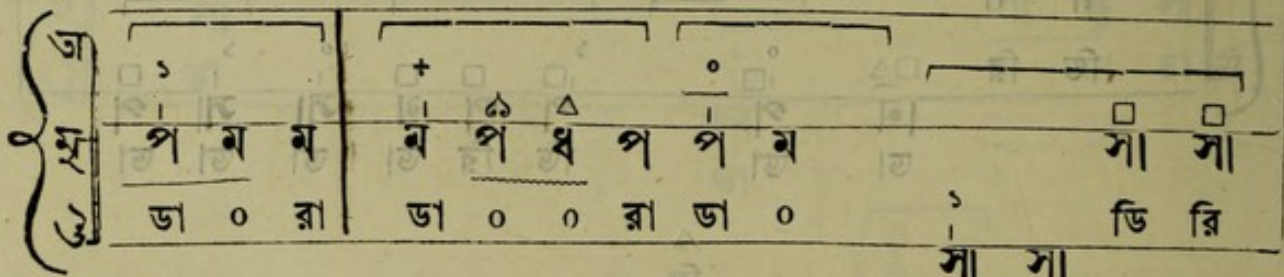 ১ + ০
প ম ম ম প ধ প প ম সা সা
ডা ০ রা ডা ০ ০ রা ডা ০ ১ ডি রি
সা সা